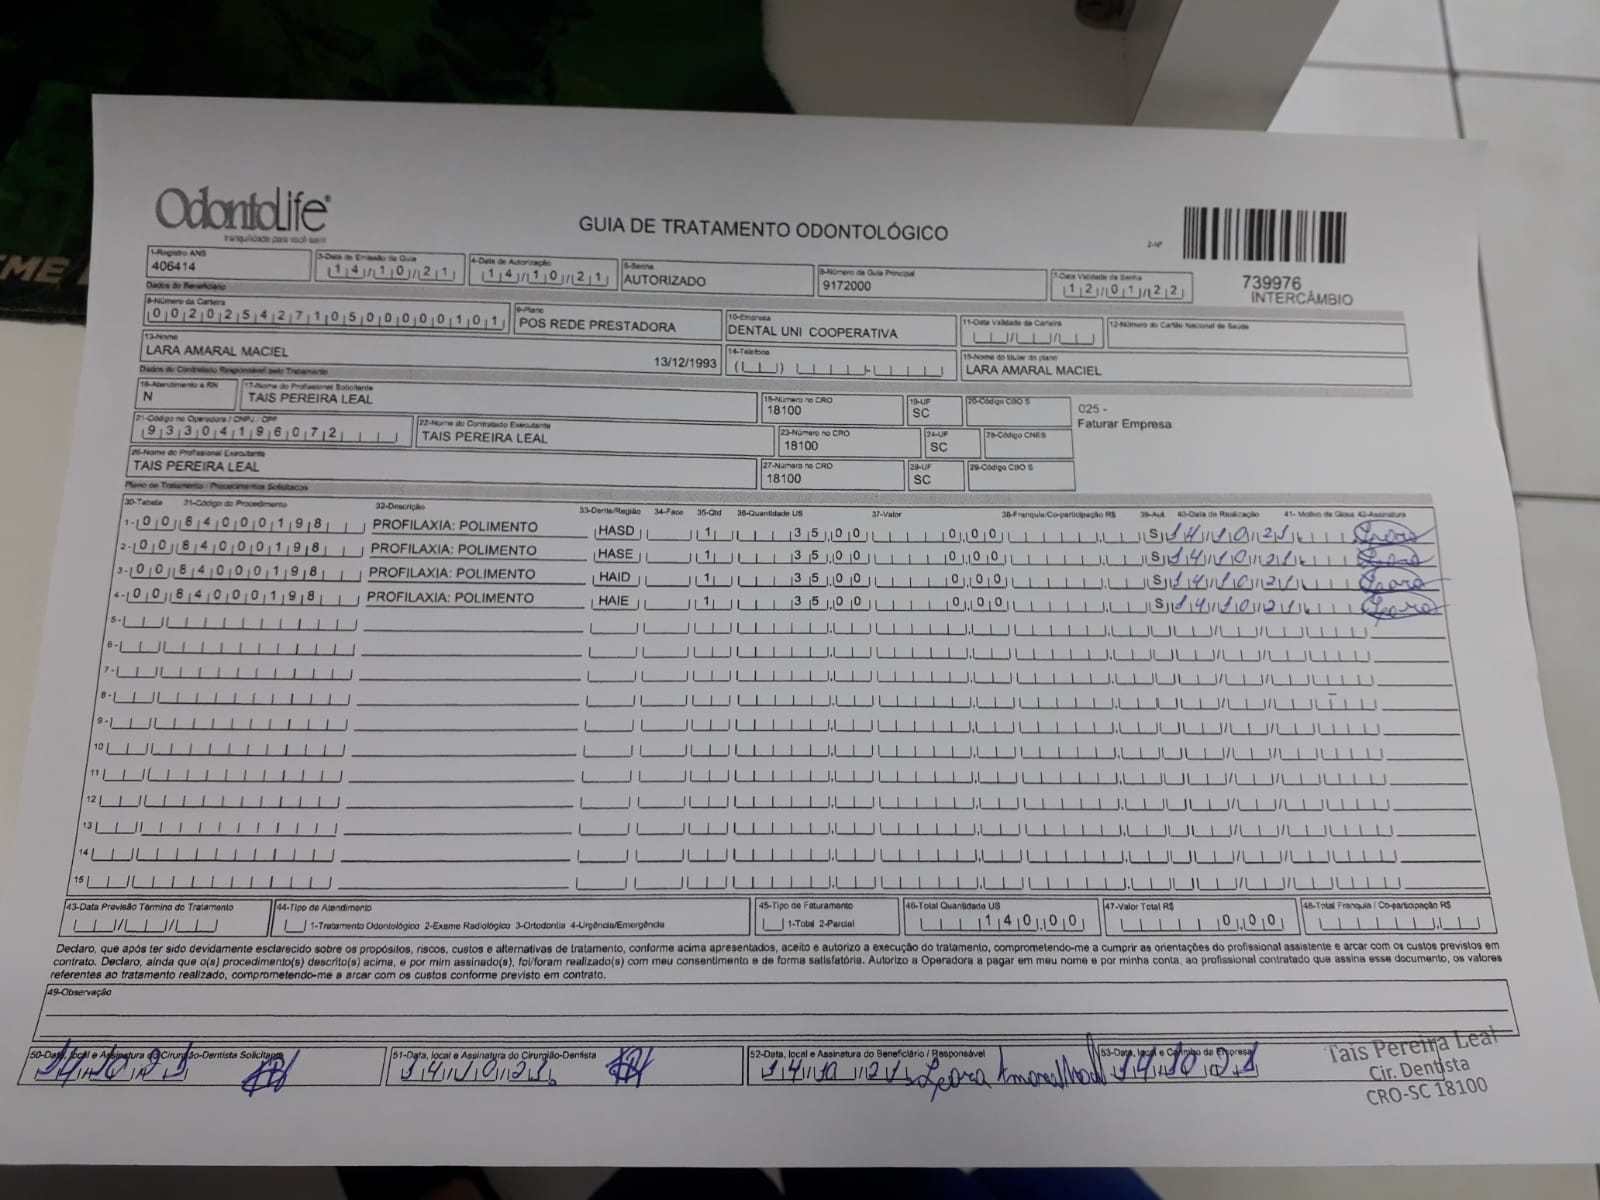 OdontoLife®
tranquilidade para você sorrir
GUIA DE TRATAMENTO ODONTOLÓGICO
2-Nº
739976
INTERCÂMBIO
1-Registro ANS
406414
3-Data de Emissão da Guia
14/10/21
4-Data de Autorização
14/10/21
5-Senha
AUTORIZADO
6-Número da Guia Principal
9172000
7-Data Validade da Senha
12/01/22
Dados do Beneficiário
8-Número da Carteira
00202542710500000101
9-Plano
POS REDE PRESTADORA
10-Empresa
DENTAL UNI COOPERATIVA
11-Data Validade da Carteira
12-Número do Cartão Nacional de Saúde
13-Nome
LARA AMARAL MACIEL 13/12/1993
14-Telefone
15-Nome do titular do plano
LARA AMARAL MACIEL
Dados do Contratado Responsável pelo Tratamento
16-Atendimento a RN
N
17-Nome do Profissional Solicitante
TAIS PEREIRA LEAL
18-Número no CRO
18100
19-UF
SC
20-Código CBO S
025 -
Faturar Empresa
21-Código na Operadora / CNPJ / CPF
93304196072
22-Nome do Contratado Executante
TAIS PEREIRA LEAL
23-Número no CRO
18100
24-UF
SC
25-Código CNES
26-Nome do Profissional Executante
TAIS PEREIRA LEAL
27-Número no CRO
18100
28-UF
SC
29-Código CBO S
Plano de Tratamento / Procedimentos Solicitados
30-Tabela 31-Código do Procedimento 32-Descrição 33-Dente/Região 34-Face 35-Qtd 36-Quantidade US 37-Valor 38-Franquia/Co-participação R$ 39-Aut 40-Data de Realização 41- Motivo da Glosa 42-Assinatura
1- 00 84000198 PROFILAXIA: POLIMENTO HASD 1 35,00 0,00 S 14/10/21 Lara
2- 00 84000198 PROFILAXIA: POLIMENTO HASE 1 35,00 0,00 S 14/10/21 Lara
3- 00 84000198 PROFILAXIA: POLIMENTO HAID 1 35,00 0,00 S 14/10/21 Lara
4- 00 84000198 PROFILAXIA: POLIMENTO HAIE 1 35,00 0,00 S 14/10/21 Lara
5-
6-
7-
8-
9-
10
11
12
13
14
15
43-Data Previsão Término do Tratamento
44-Tipo de Atendimento
1-Tratamento Odontológico 2-Exame Radiológico 3-Ortodontia 4-Urgência/Emergência
45-Tipo de Faturamento
1-Total 2-Parcial
46-Total Quantidade US
140,00
47-Valor Total R$
0,00
48-Total Franquia / Co-participação R$
Declaro, que após ter sido devidamente esclarecido sobre os propósitos, riscos, custos e alternativas de tratamento, conforme acima apresentados, aceito e autorizo a execução do tratamento, comprometendo-me a cumprir as orientações do profissional assistente e arcar com os custos previstos em
contrato. Declaro, ainda que o(s) procedimento(s) descrito(s) acima, e por mim assinado(s), foi/foram realizado(s) com meu consentimento e de forma satisfatória. Autorizo a Operadora a pagar em meu nome e por minha conta, ao profissional contratado que assina esse documento, os valores
referentes ao tratamento realizado, comprometendo-me a arcar com os custos conforme previsto em contrato.
49-Observação
50-Data, local e Assinatura do Cirurgião-Dentista Solicitante
14/10/21
51-Data, local e Assinatura do Cirurgião-Dentista
14/10/21
52-Data, local e Assinatura do Beneficiário / Responsável
14/10/21 Lara Amaral
53-Data, local e Carimbo da Empresa
14/10/21
Tais Pereira Leal
Cir. Dentista
CRO-SC 18100